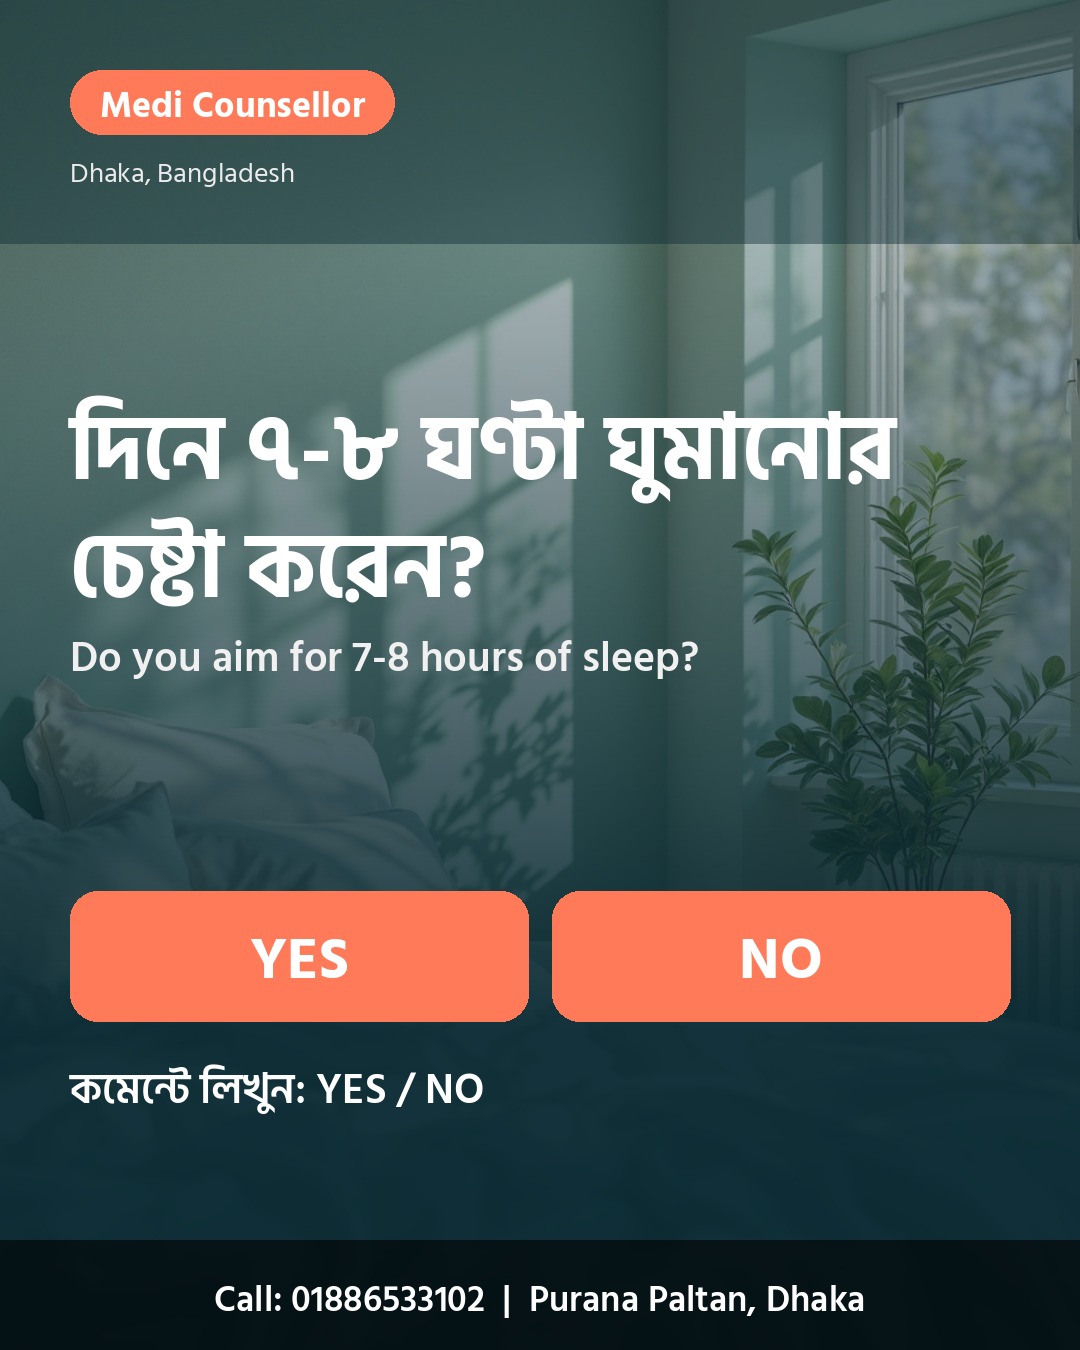 Medi Counsellor
Dhaka, Bangladesh
দিনে ৭-৮ ঘণ্টা ঘুমানোর
চেষ্টা করেন?
Do you aim for 7-8 hours of sleep?
YES
NO
কমেন্টে লিখুন: YES / NO
Call: 01886533102 | Purana Paltan, Dhaka